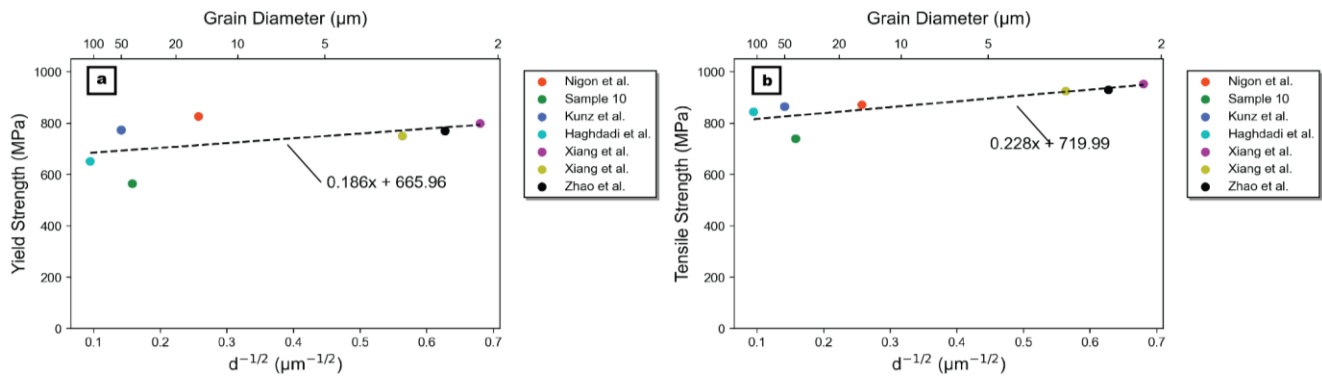 Grain Diameter (μm)
100 50 20 10 5 2
a
1000
800
600
400
200
0
Yield Strength (MPa)
0.186x + 665.96
0.1 0.2 0.3 0.4 0.5 0.6 0.7
d⁻¹/² (μm⁻¹/²)
Nigon et al.
Sample 10
Kunz et al.
Haghdadi et al.
Xiang et al.
Xiang et al.
Zhao et al.
Grain Diameter (μm)
100 50 20 10 5 2
b
1000
800
600
400
200
0
Tensile Strength (MPa)
0.228x + 719.99
0.1 0.2 0.3 0.4 0.5 0.6 0.7
d⁻¹/² (μm⁻¹/²)
Nigon et al.
Sample 10
Kunz et al.
Haghdadi et al.
Xiang et al.
Xiang et al.
Zhao et al.